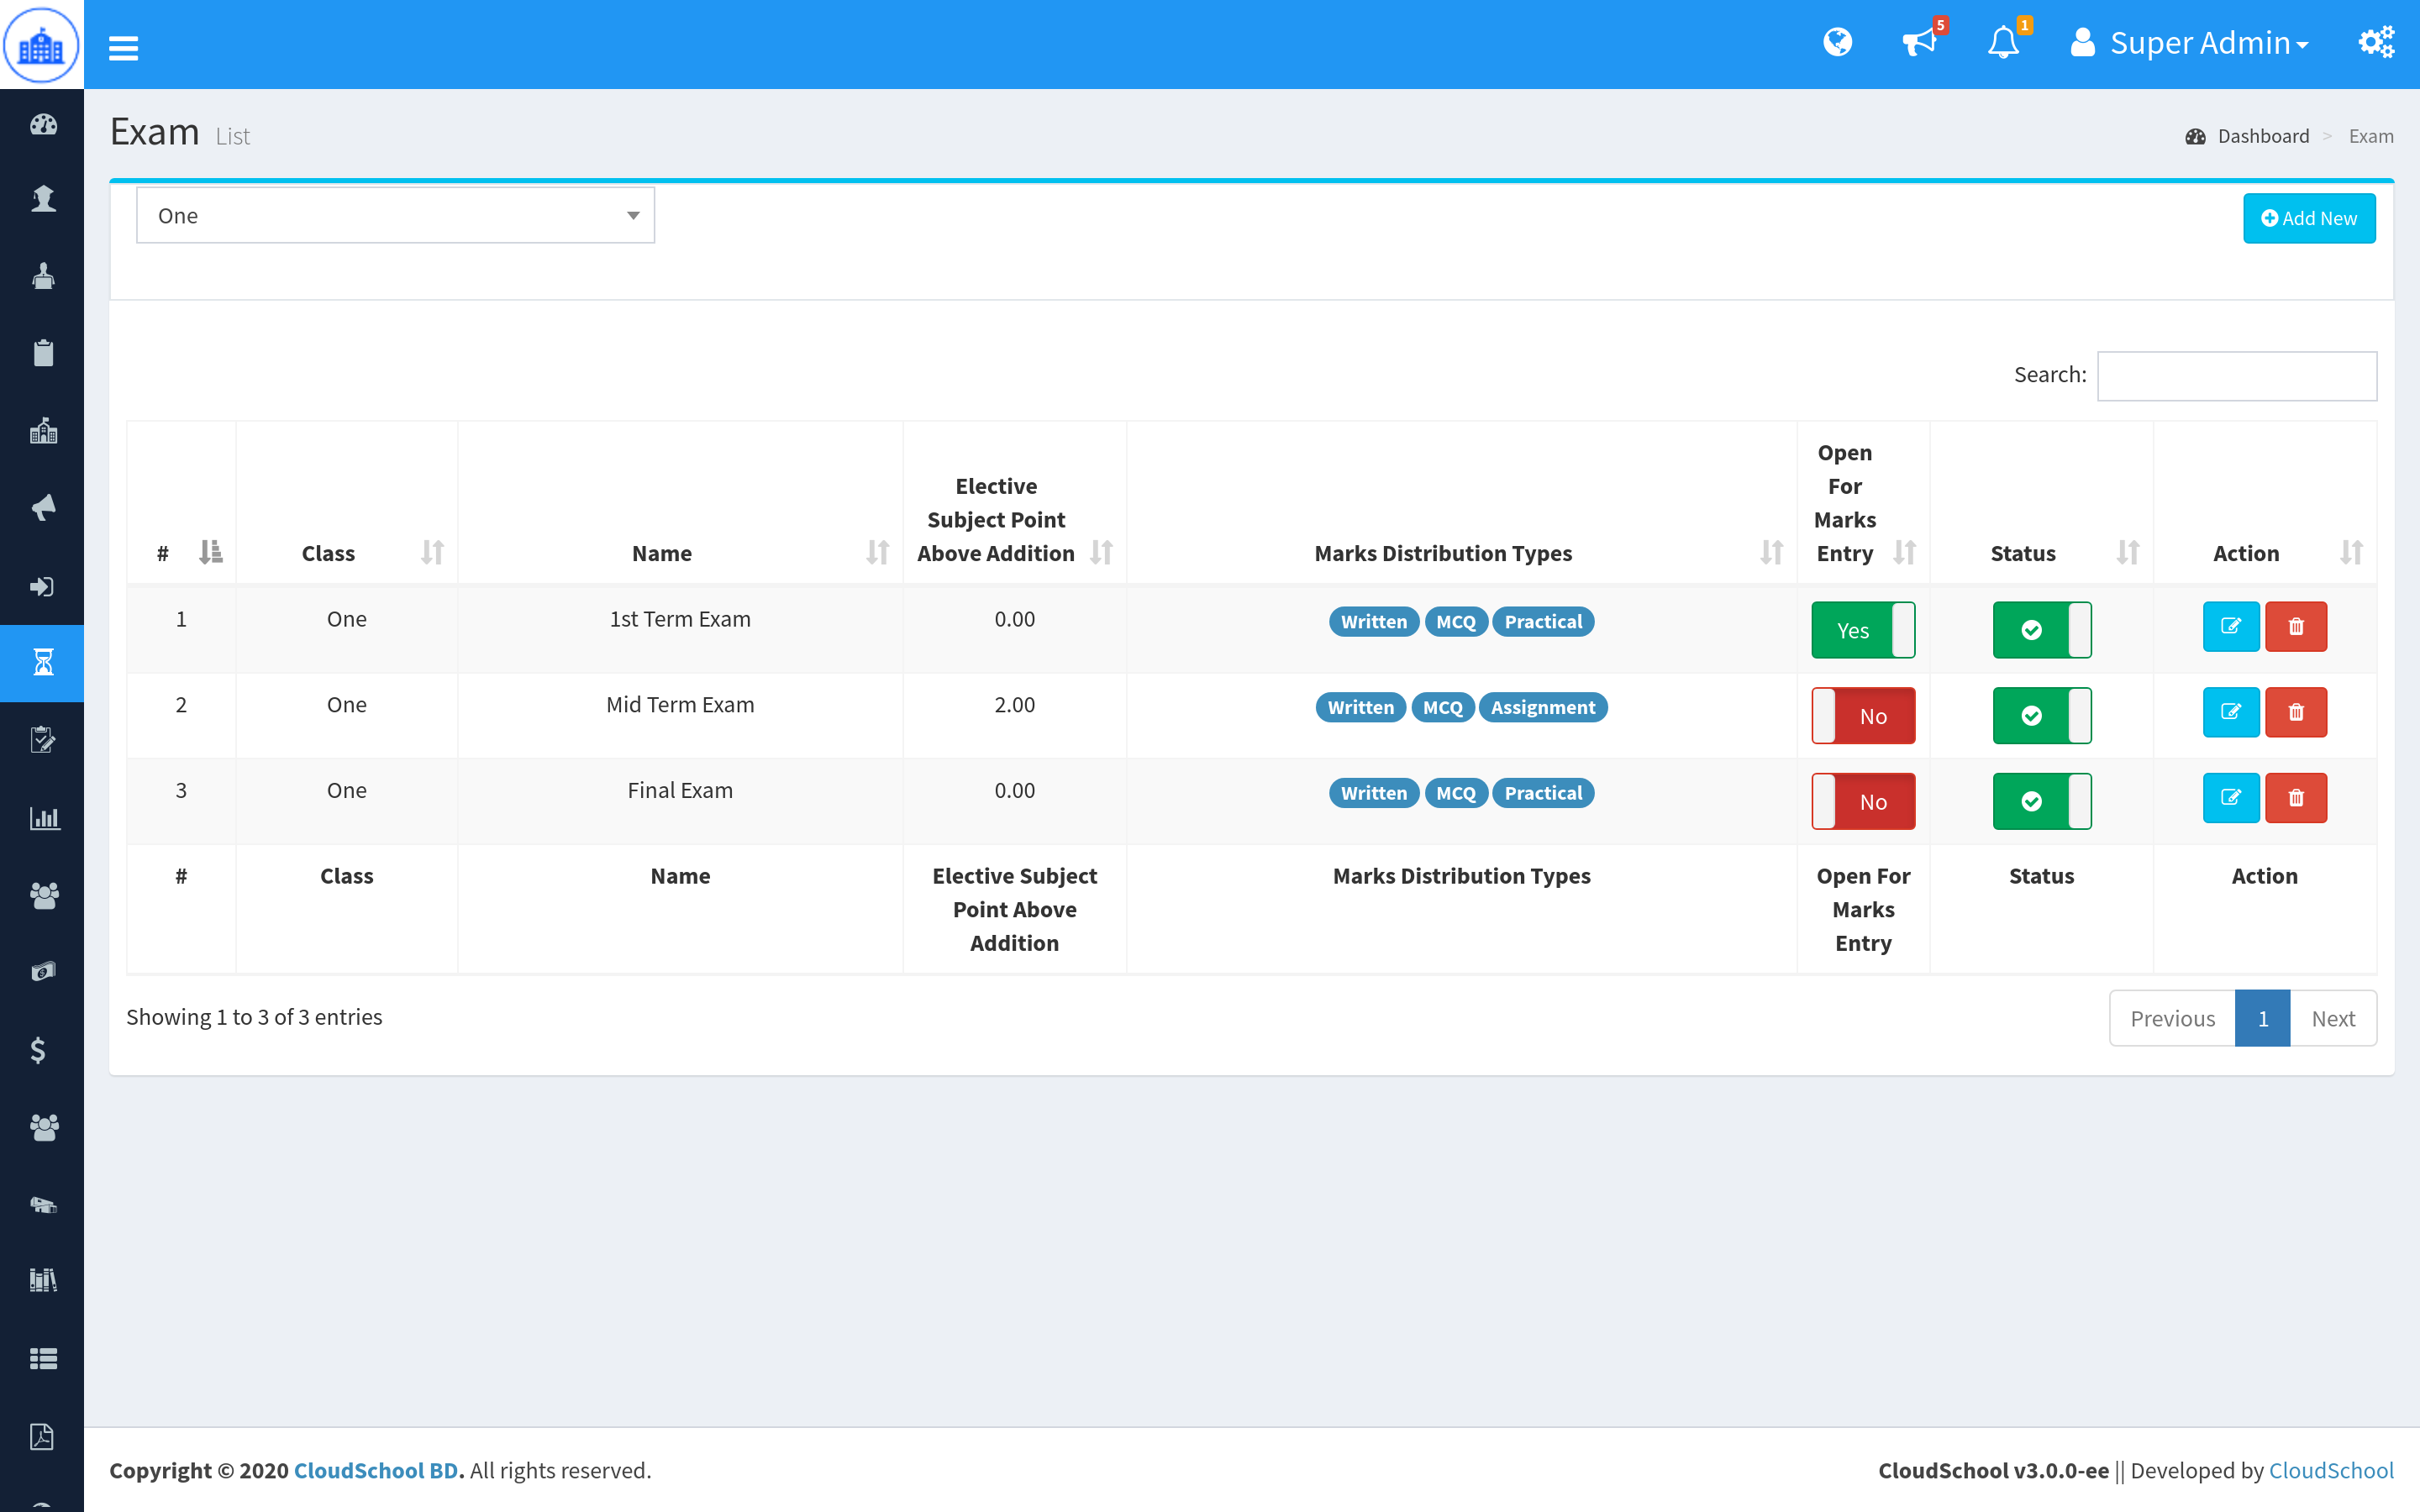 5
1
Super Admin
Exam List
Dashboard > Exam
One
Add New
Search:
# Class Name Elective Subject Point Above Addition Marks Distribution Types Open For Marks Entry Status Action
1 One 1st Term Exam 0.00 Written MCQ Practical Yes
2 One Mid Term Exam 2.00 Written MCQ Assignment No
3 One Final Exam 0.00 Written MCQ Practical No
# Class Name Elective Subject Point Above Addition Marks Distribution Types Open For Marks Entry Status Action
Showing 1 to 3 of 3 entries
Previous 1 Next
Copyright © 2020 CloudSchool BD. All rights reserved.
CloudSchool v3.0.0-ee || Developed by CloudSchool